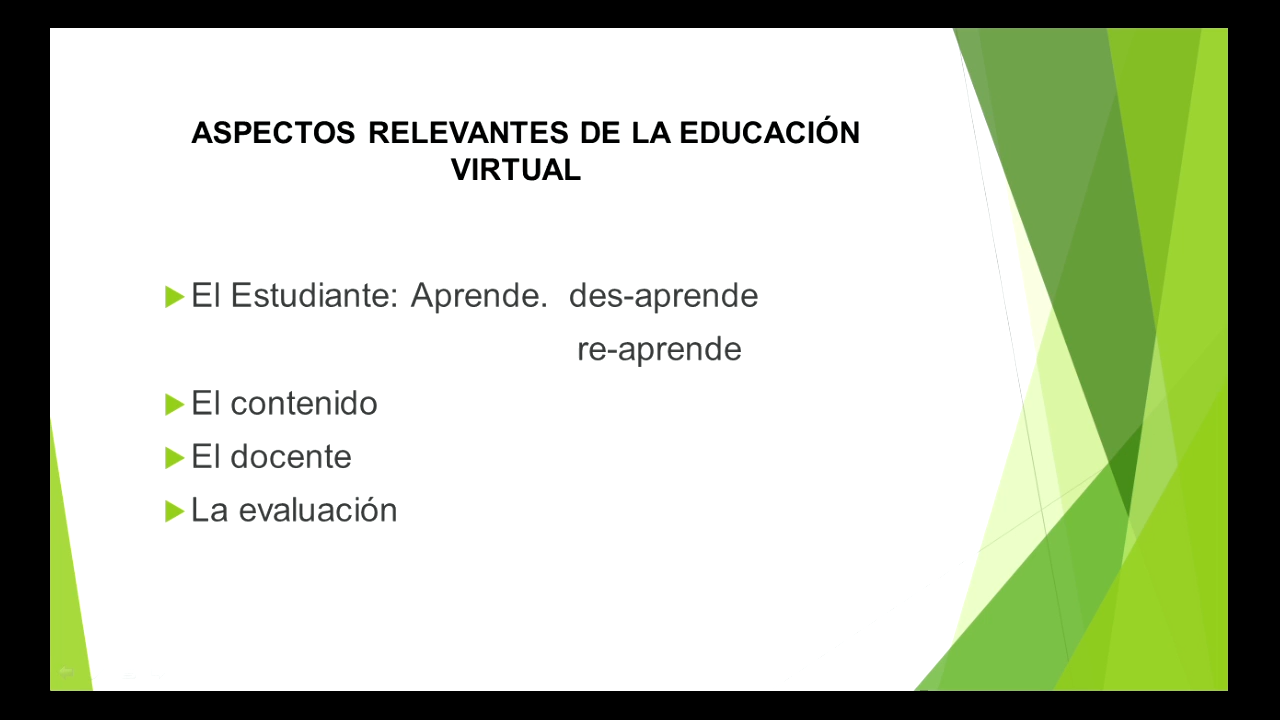 ASPECTOS RELEVANTES DE LA EDUCACIÓN
VIRTUAL
El Estudiante: Aprende. des-aprende
re-aprende
El contenido
El docente
La evaluación